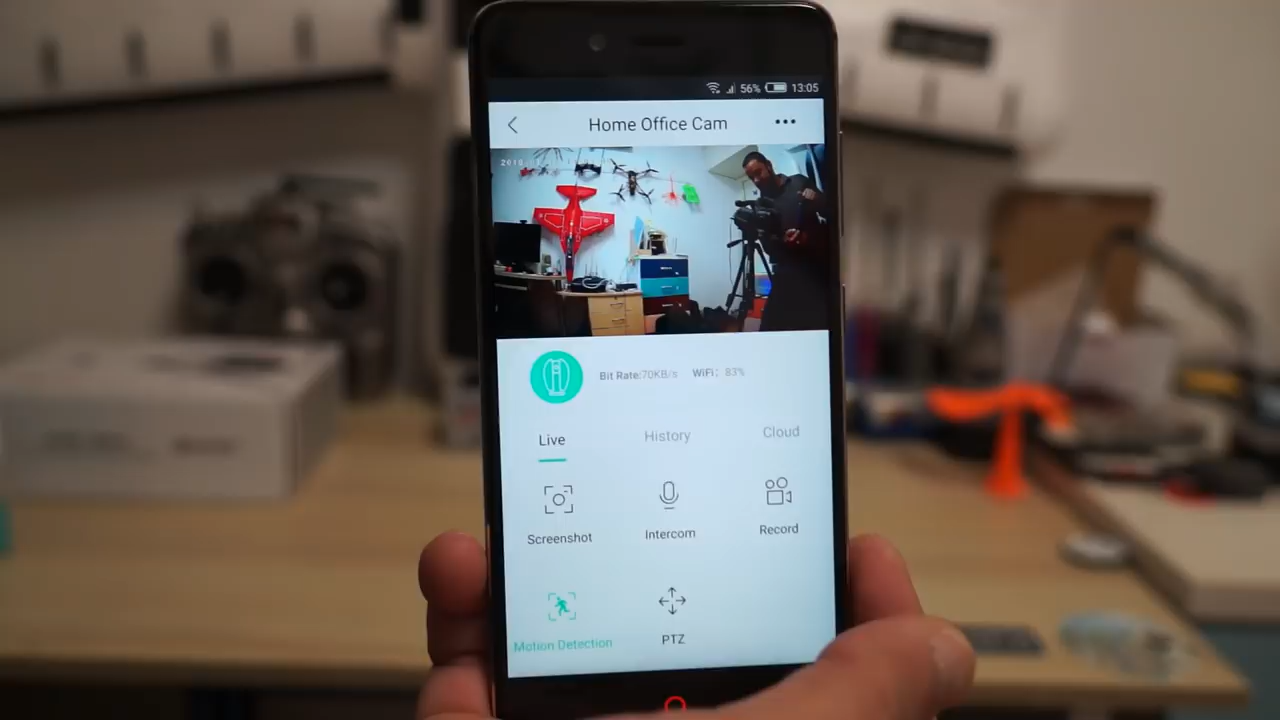 56% 13:05
Home Office Cam
Bit Rate:70KB/s WiFi: 83%
Live History Cloud
Screenshot Intercom Record
Motion Detection PTZ